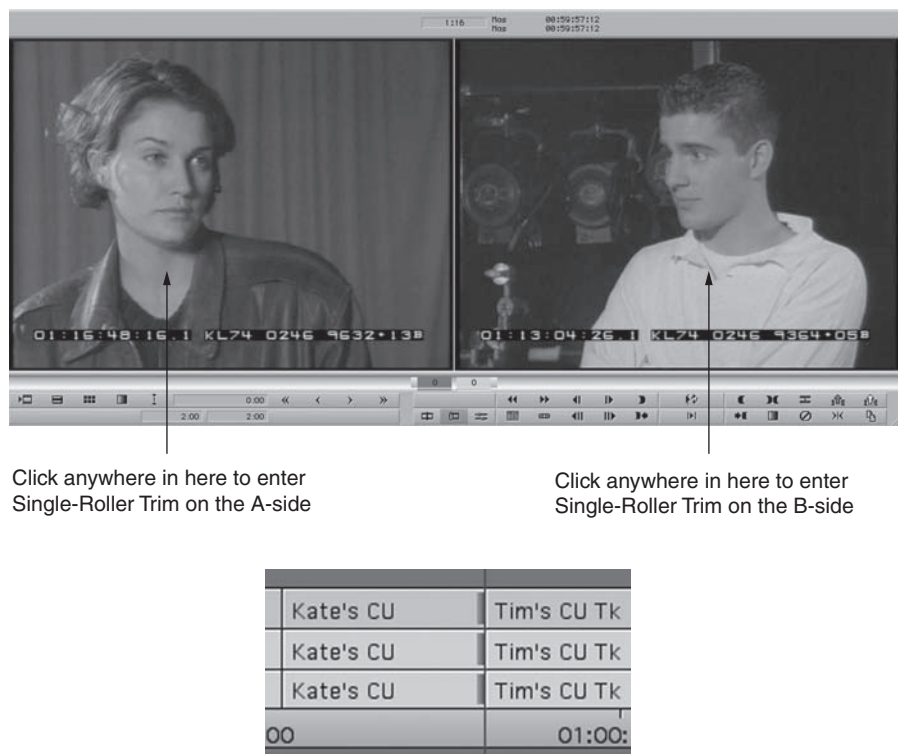 1:16 Mas 00:59:57:12
Mas 00:59:57:12
01:16:48:16.1 KL74 0246 9632+13B
01:13:04:26.1 KL74 0246 9364+05B
0 0
0:00
2:00 2:00
Click anywhere in here to enter
Single-Roller Trim on the A-side
Click anywhere in here to enter
Single-Roller Trim on the B-side
Kate's CU Tim's CU Tk
Kate's CU Tim's CU Tk
Kate's CU Tim's CU Tk
00 01:00: